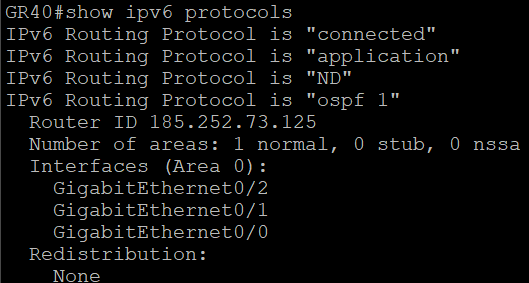 GR40#show ipv6 protocols
IPv6 Routing Protocol is "connected"
IPv6 Routing Protocol is "application"
IPv6 Routing Protocol is "ND"
IPv6 Routing Protocol is "ospf 1"
  Router ID 185.252.73.125
  Number of areas: 1 normal, 0 stub, 0 nssa
  Interfaces (Area 0):
    GigabitEthernet0/2
    GigabitEthernet0/1
    GigabitEthernet0/0
  Redistribution:
    None